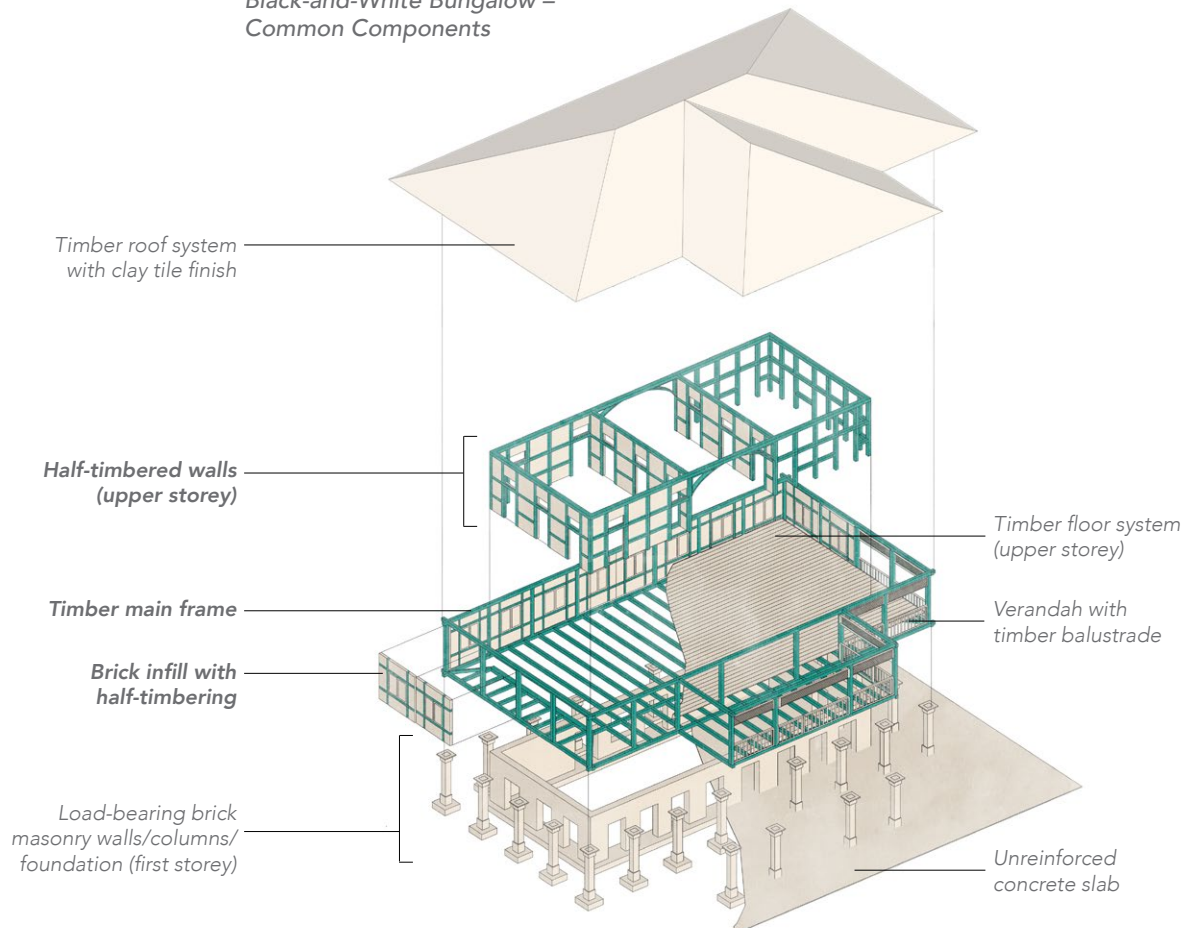 Black-and-White Bungalow –
Common Components
Timber roof system
with clay tile finish
Half-timbered walls
(upper storey)
Timber floor system
(upper storey)
Timber main frame
Verandah with
timber balustrade
Brick infill with
half-timbering
Load-bearing brick
masonry walls/columns/
foundation (first storey)
Unreinforced
concrete slab